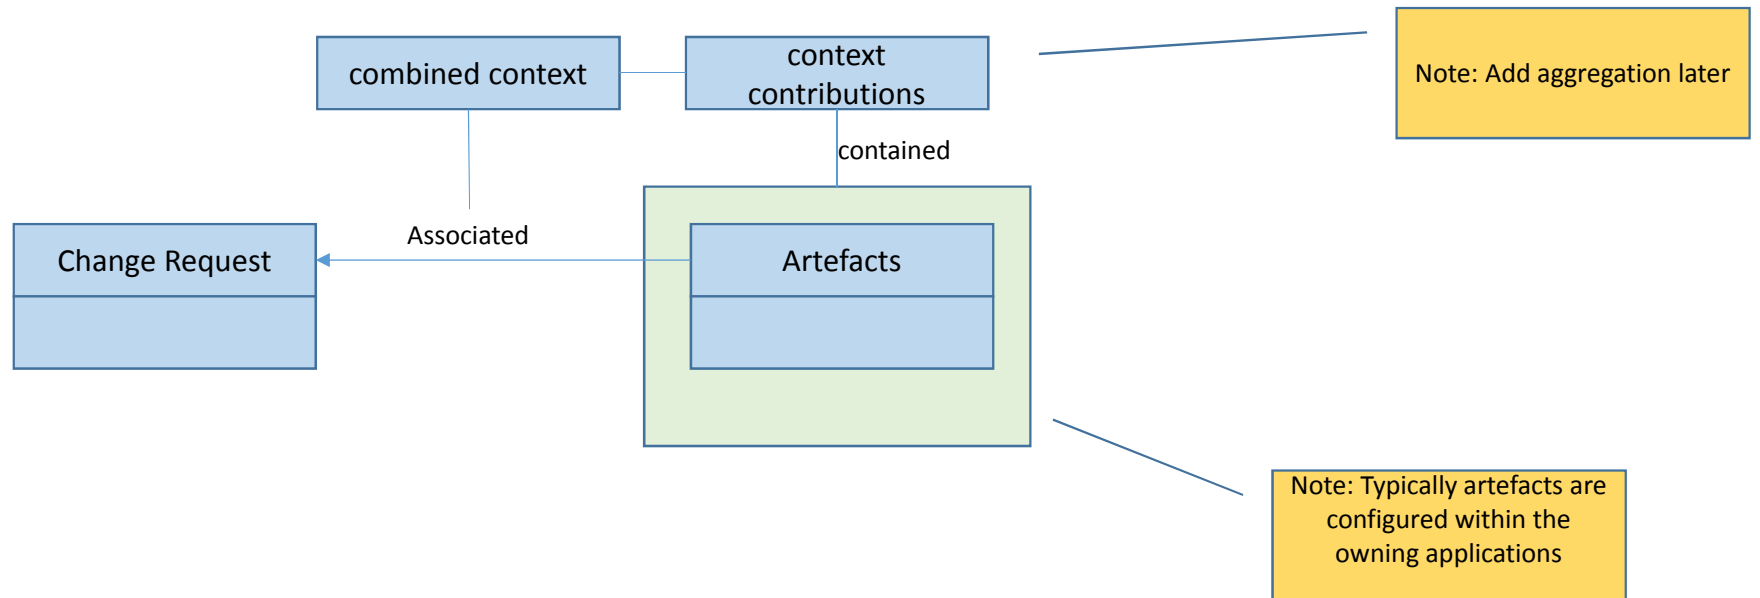 combined context
context
contributions
Note: Add aggregation later
contained
Associated
Change Request
Artefacts
Note: Typically artefacts are
configured within the
owning applications